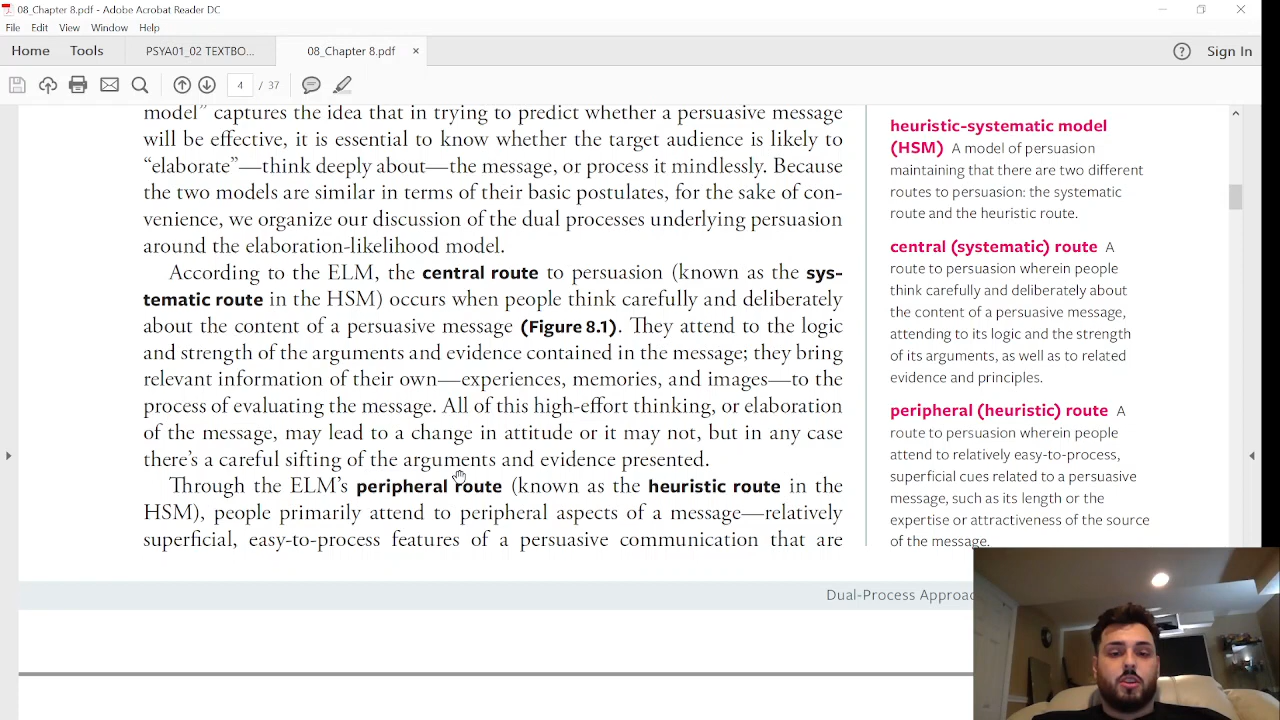 08_Chapter 8.pdf - Adobe Acrobat Reader DC
File Edit View Window Help
Home Tools PSYA01_02 TEXTBO... 08_Chapter 8.pdf × Sign In
4 / 37
model” captures the idea that in trying to predict whether a persuasive message
will be effective, it is essential to know whether the target audience is likely to
“elaborate”—think deeply about—the message, or process it mindlessly. Because
the two models are similar in terms of their basic postulates, for the sake of con-
venience, we organize our discussion of the dual processes underlying persuasion
around the elaboration-likelihood model.
According to the ELM, the central route to persuasion (known as the sys-
tematic route in the HSM) occurs when people think carefully and deliberately
about the content of a persuasive message (Figure 8.1). They attend to the logic
and strength of the arguments and evidence contained in the message; they bring
relevant information of their own—experiences, memories, and images—to the
process of evaluating the message. All of this high-effort thinking, or elaboration
of the message, may lead to a change in attitude or it may not, but in any case
there’s a careful sifting of the arguments and evidence presented.
Through the ELM’s peripheral route (known as the heuristic route in the
HSM), people primarily attend to peripheral aspects of a message—relatively
superficial, easy-to-process features of a persuasive communication that are
heuristic-systematic model
(HSM) A model of persuasion
maintaining that there are two different
routes to persuasion: the systematic
route and the heuristic route.
central (systematic) route A
route to persuasion wherein people
think carefully and deliberately about
the content of a persuasive message,
attending to its logic and the strength
of its arguments, as well as to related
evidence and principles.
peripheral (heuristic) route A
route to persuasion wherein people
attend to relatively easy-to-process,
superficial cues related to a persuasive
message, such as its length or the
expertise or attractiveness of the source
of the message.
Dual-Process Approac